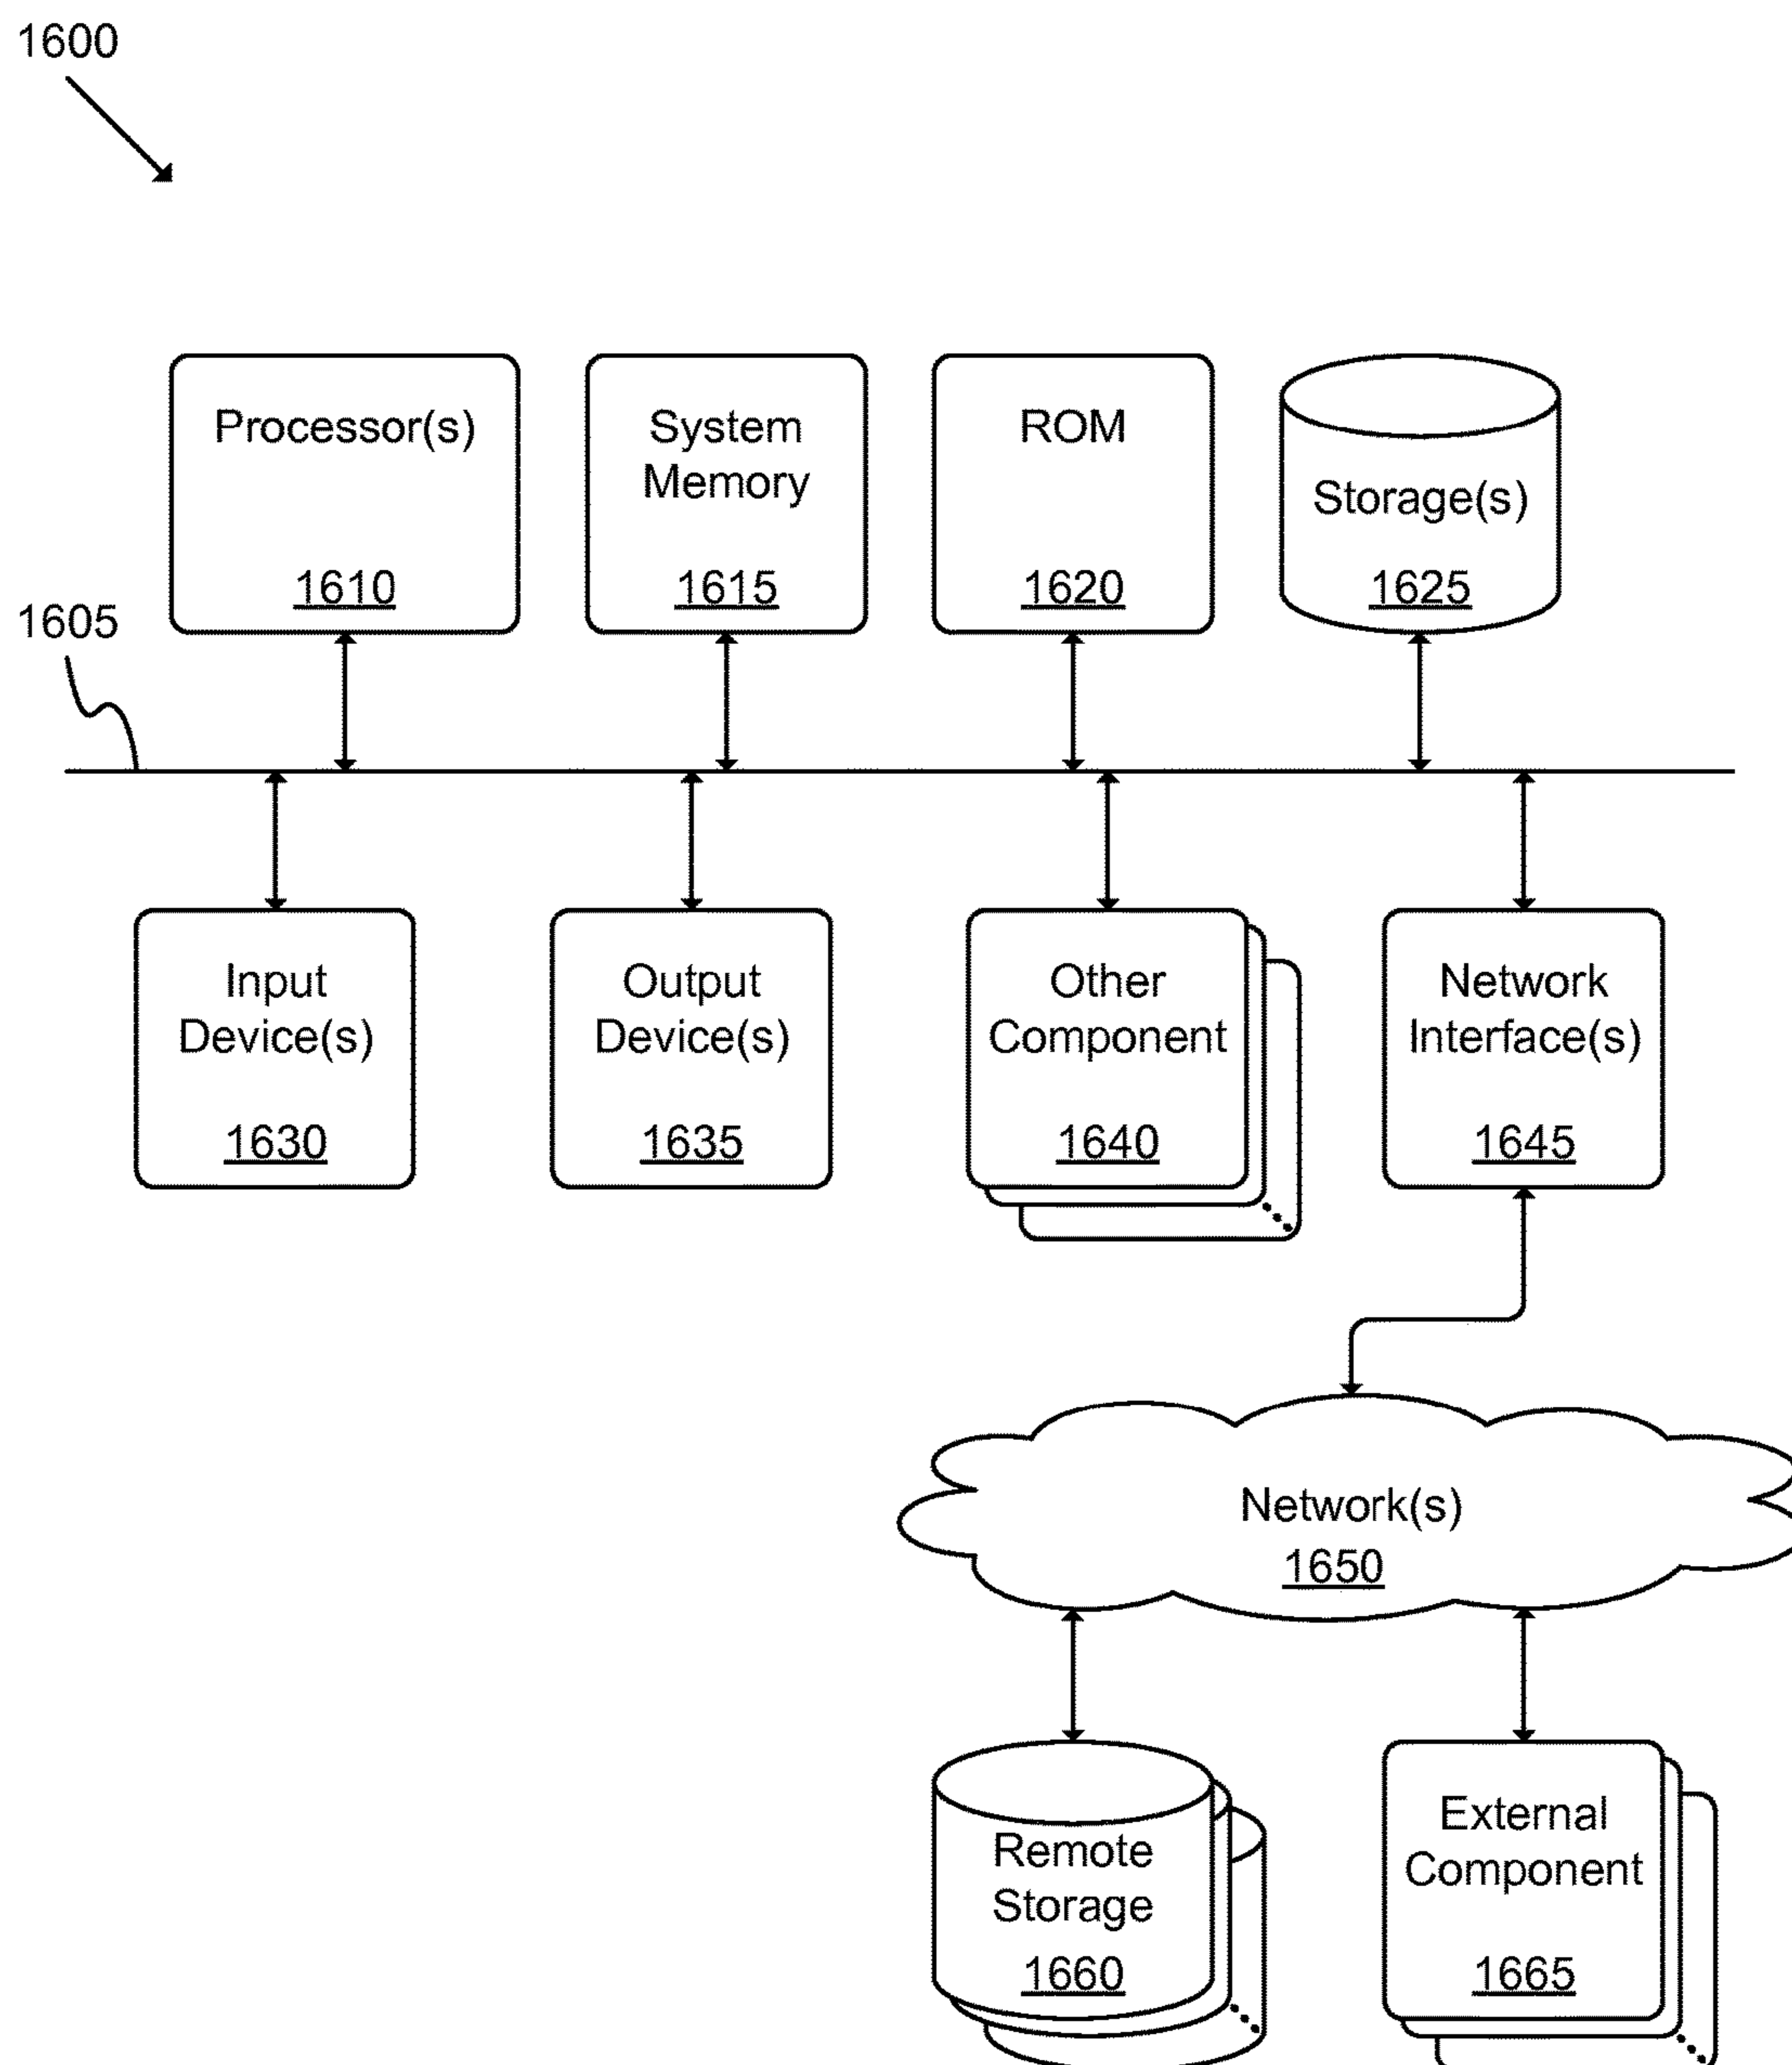 1600
Processor(s)
1610
System
Memory
1615
ROM
1620
Storage(s)
1625
1605
Input
Device(s)
1630
Output
Device(s)
1635
Other
Component
1640
Network
Interface(s)
1645
Network(s)
1650
Remote
Storage
1660
External
Component
1665